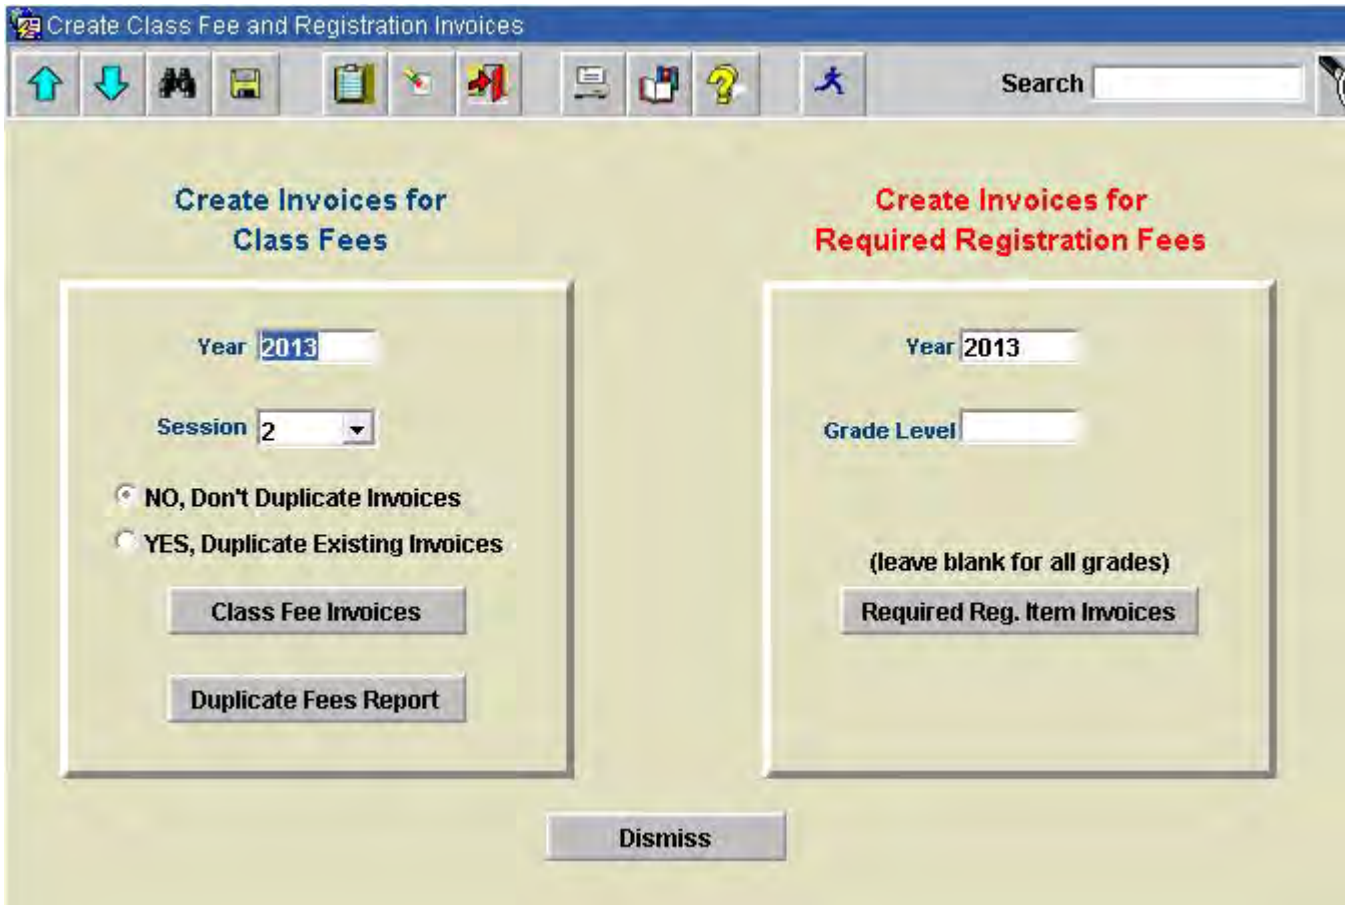 Create Class Fee and Registration Invoices
Search
Create Invoices for
Class Fees
Year 2013
Session 2
NO, Don't Duplicate Invoices
YES, Duplicate Existing Invoices
Class Fee Invoices
Duplicate Fees Report
Create Invoices for
Required Registration Fees
Year 2013
Grade Level
(leave blank for all grades)
Required Reg. Item Invoices
Dismiss